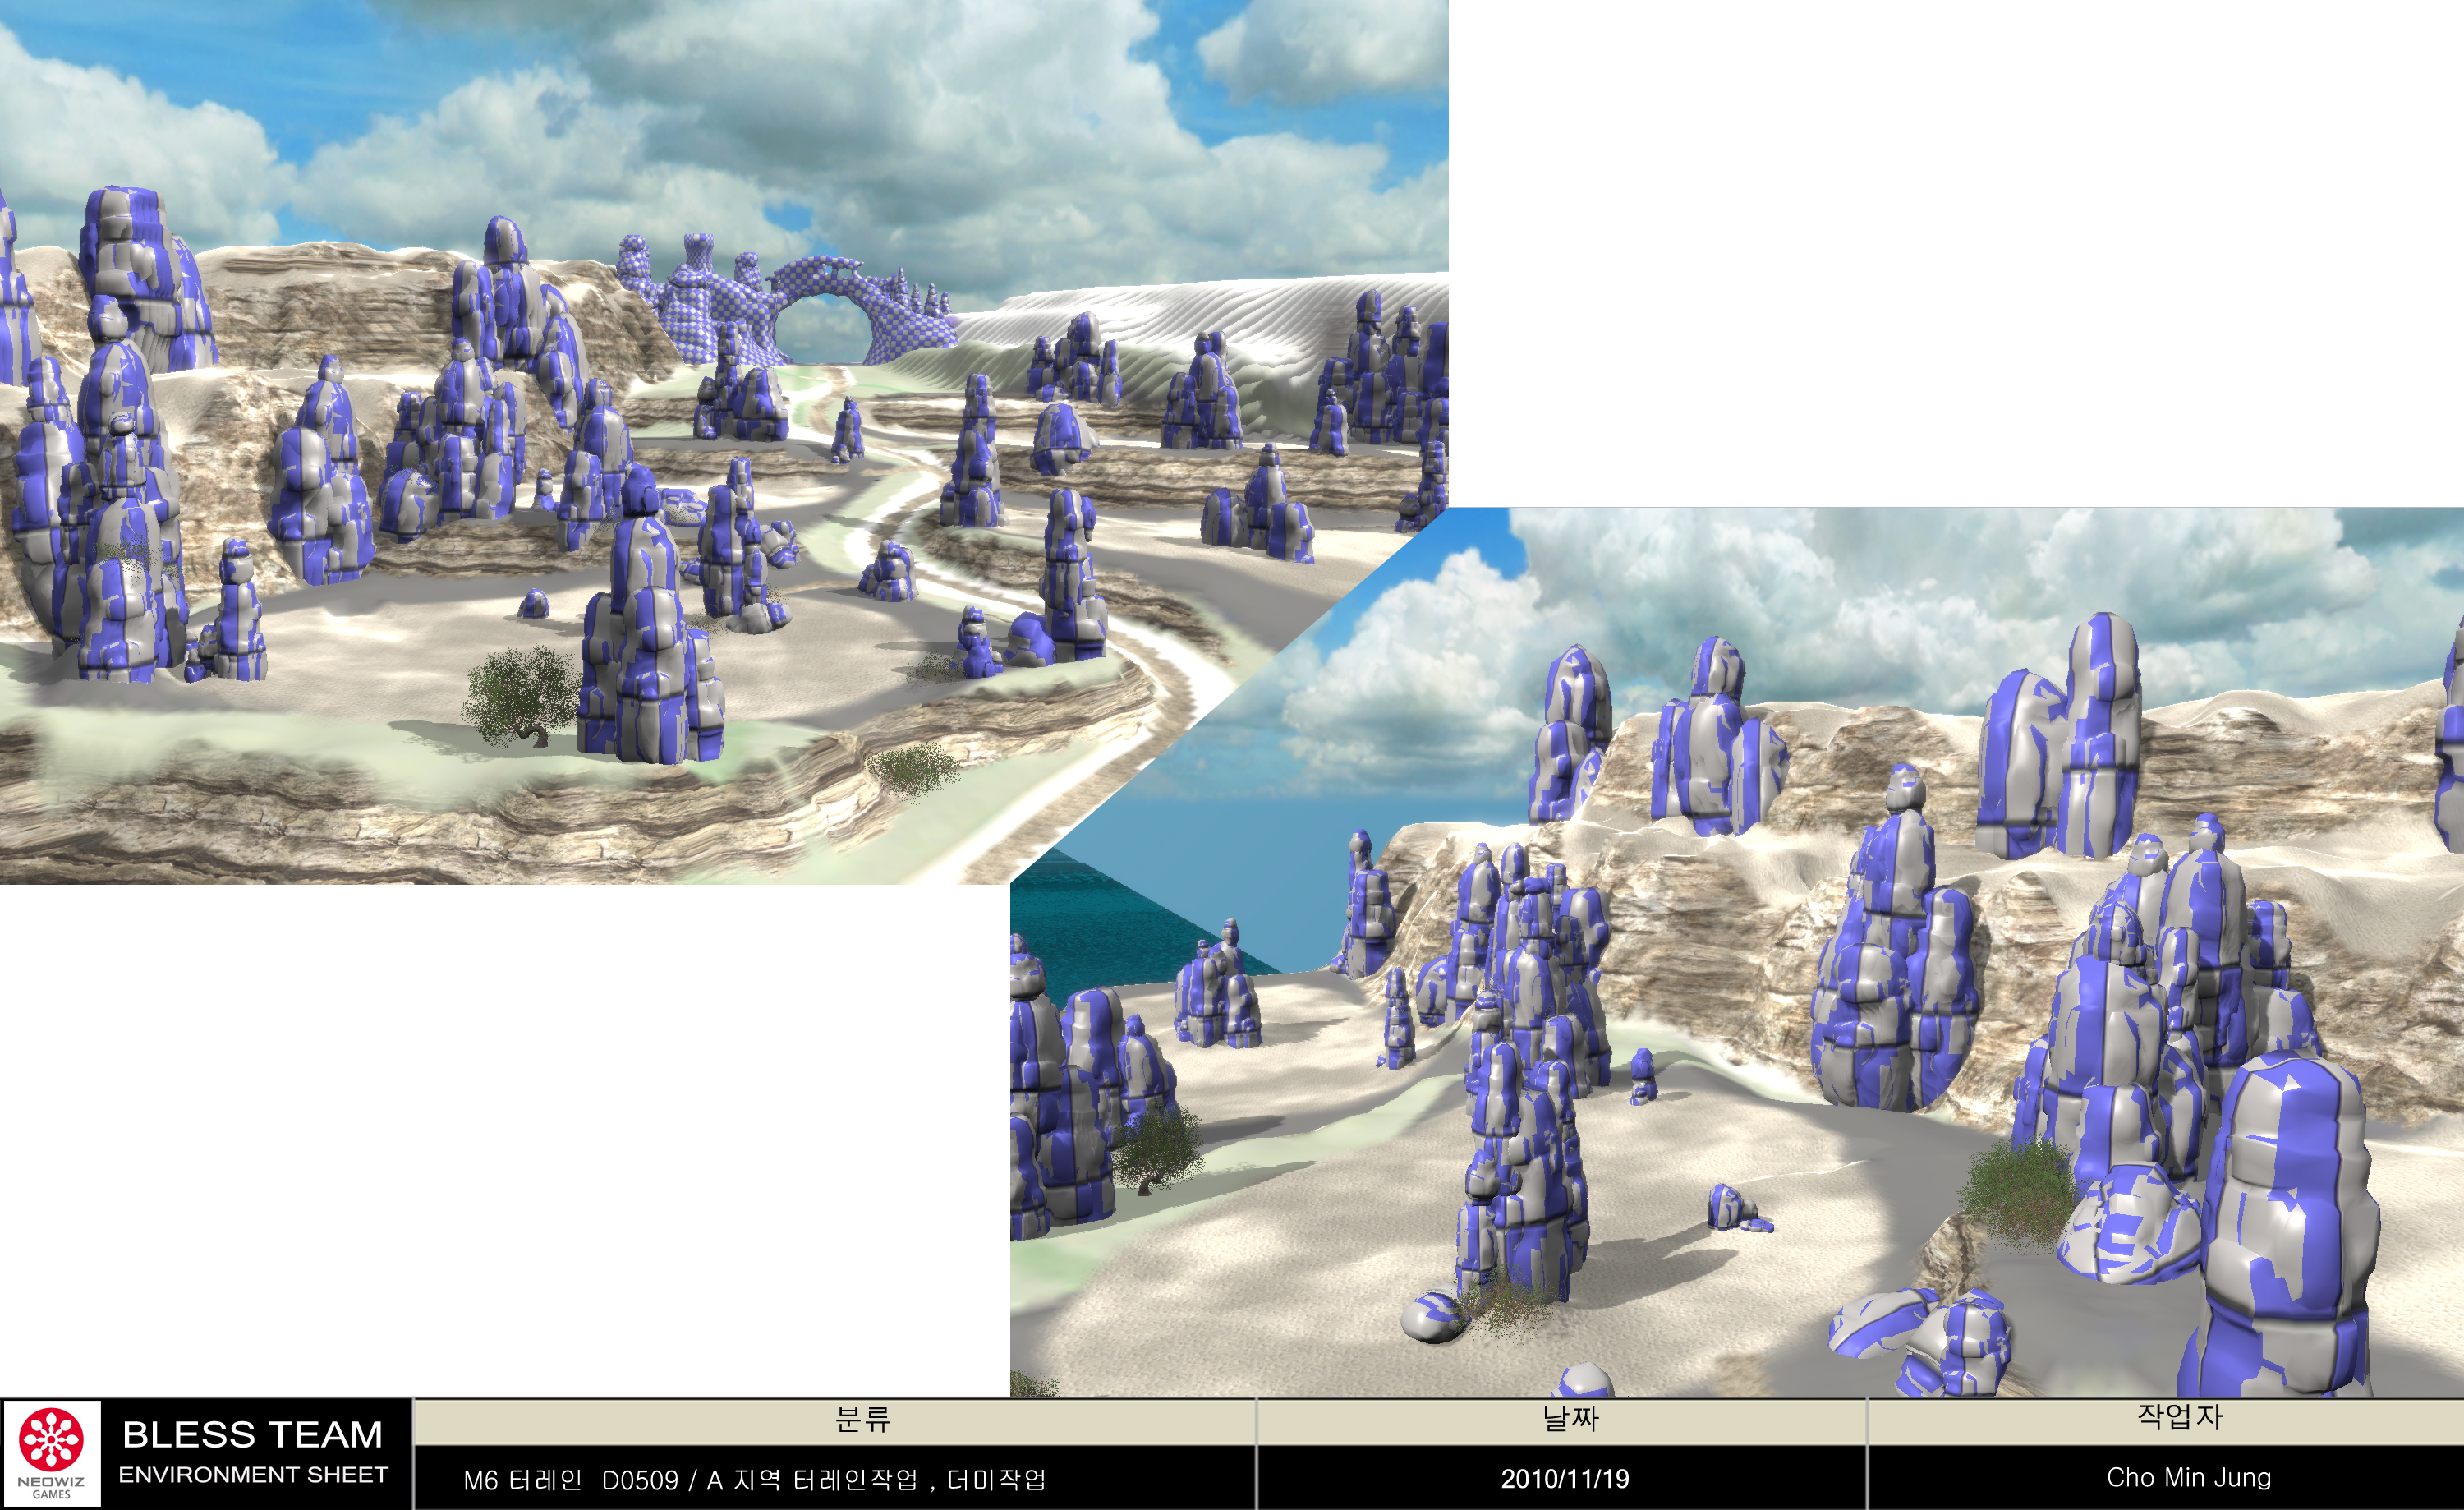 분류
날짜
작업자
NEOWIZ
GAMES
BLESS TEAM
ENVIRONMENT SHEET
M6 터레인 D0509 / A 지역 터레인작업 , 더미작업
2010/11/19
Cho Min Jung